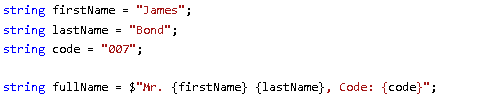 string firstName = "James";
string lastName = "Bond";
string code = "007";
string fullName = $"Mr. {firstName} {lastName}, Code: {code}";